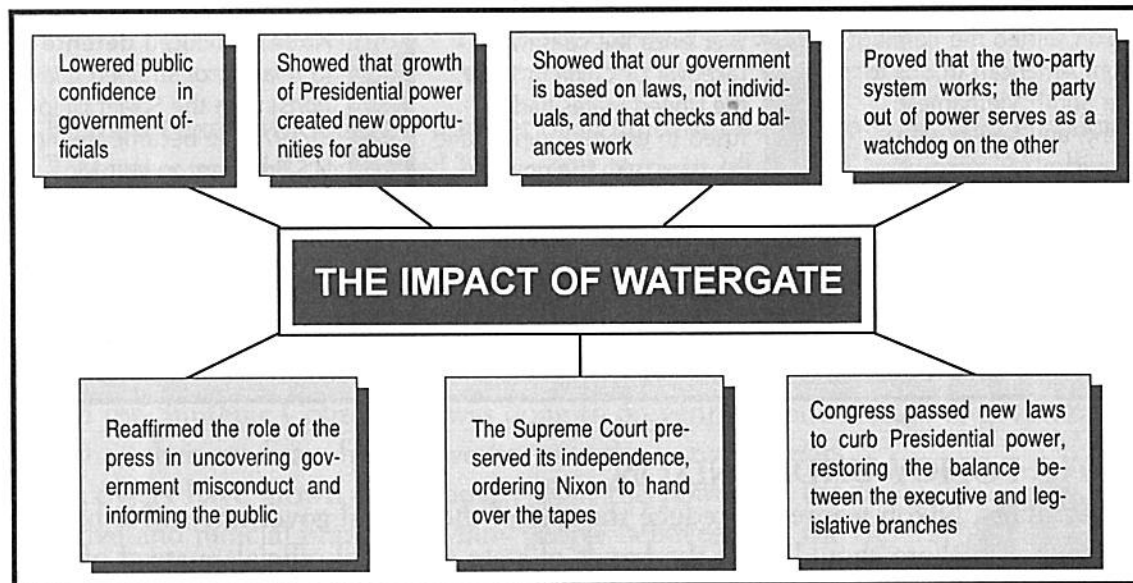 Lowered public
confidence in
government of-
ficials
Showed that growth
of Presidential power
created new opportu-
nities for abuse
Showed that our government
is based on laws, not individ-
uals, and that checks and bal-
ances work
Proved that the two-party
system works; the party
out of power serves as a
watchdog on the other
THE IMPACT OF WATERGATE
Reaffirmed the role of the
press in uncovering gov-
ernment misconduct and
informing the public
The Supreme Court pre-
served its independence,
ordering Nixon to hand
over the tapes
Congress passed new laws
to curb Presidential power,
restoring the balance be-
tween the executive and leg-
islative branches